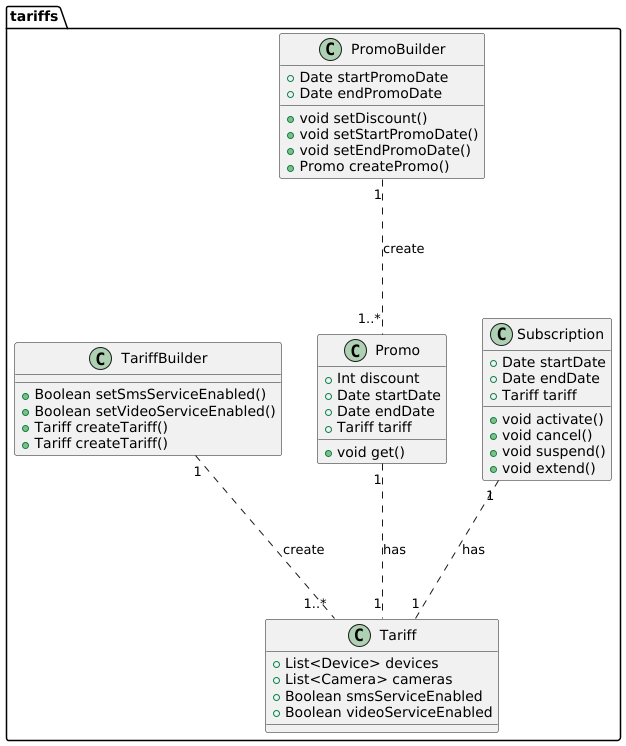 tariffs
C PromoBuilder
Date startPromoDate
Date endPromoDate
void setDiscount()
void setStartPromoDate()
void setEndPromoDate()
Promo createPromo()
1
create
1..*
C TariffBuilder
Boolean setSmsServiceEnabled()
Boolean setVideoServiceEnabled()
Tariff createTariff()
Tariff createTariff()
C Promo
Int discount
Date startDate
Date endDate
Tariff tariff
void get()
C Subscription
Date startDate
Date endDate
Tariff tariff
void activate()
void cancel()
void suspend()
void extend()
1
1
1
create
has
has
1..*
1
1
C Tariff
List<Device> devices
List<Camera> cameras
Boolean smsServiceEnabled
Boolean videoServiceEnabled